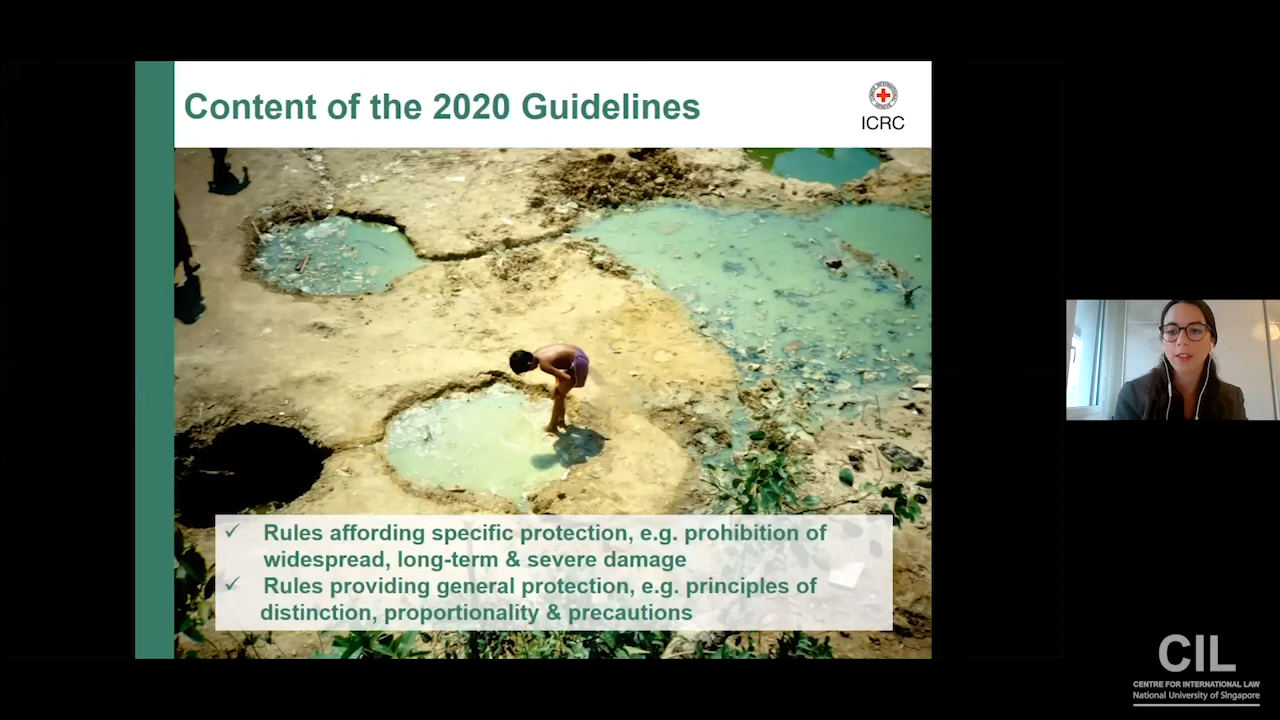 Content of the 2020 Guidelines
ICRC
✓ Rules affording specific protection, e.g. prohibition of
widespread, long-term & severe damage
✓ Rules providing general protection, e.g. principles of
distinction, proportionality & precautions
CIL
CENTRE FOR INTERNATIONAL LAW
National University of Singapore